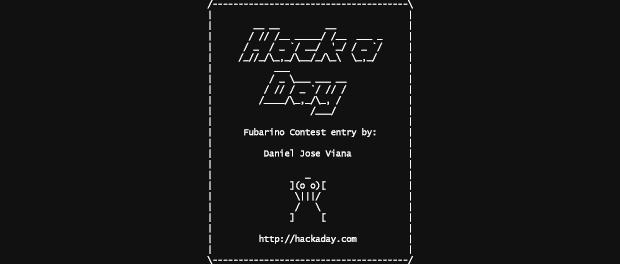 Hack a
Day
Fubarino Contest entry by:
Daniel Jose Viana
http://hackaday.com